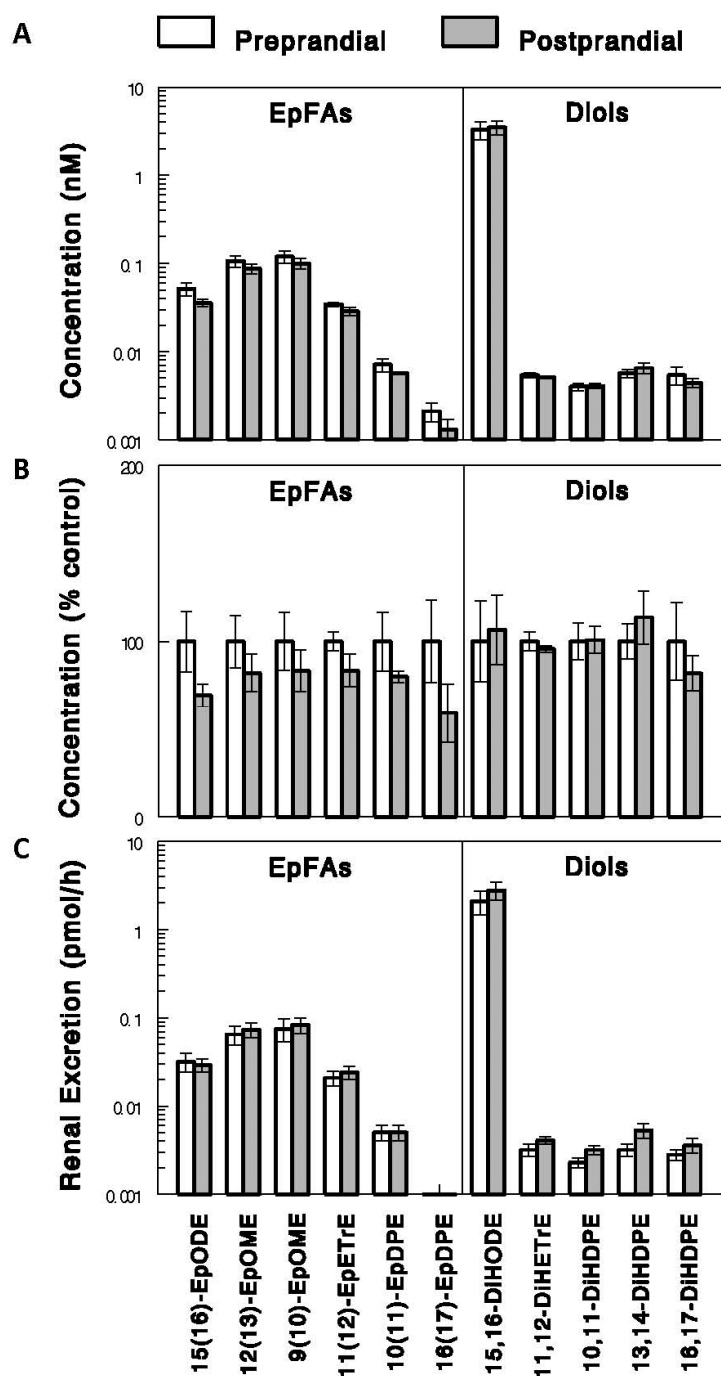 A
Preprandial Postprandial
EpFAs Diols
Concentration (nM)
10
1
0.1
0.01
0.001
B
EpFAs Diols
Concentration (% control)
200
100
0
C
EpFAs Diols
Renal Excretion (pmol/h)
10
1
0.1
0.01
0.001
15(16)-EpODE
12(13)-EpOME
9(10)-EpOME
11(12)-EpETrE
10(11)-EpDPE
16(17)-EpDPE
15,16-DiHODE
11,12-DiHETrE
10,11-DiHDPE
13,14-DiHDPE
16,17-DiHDPE